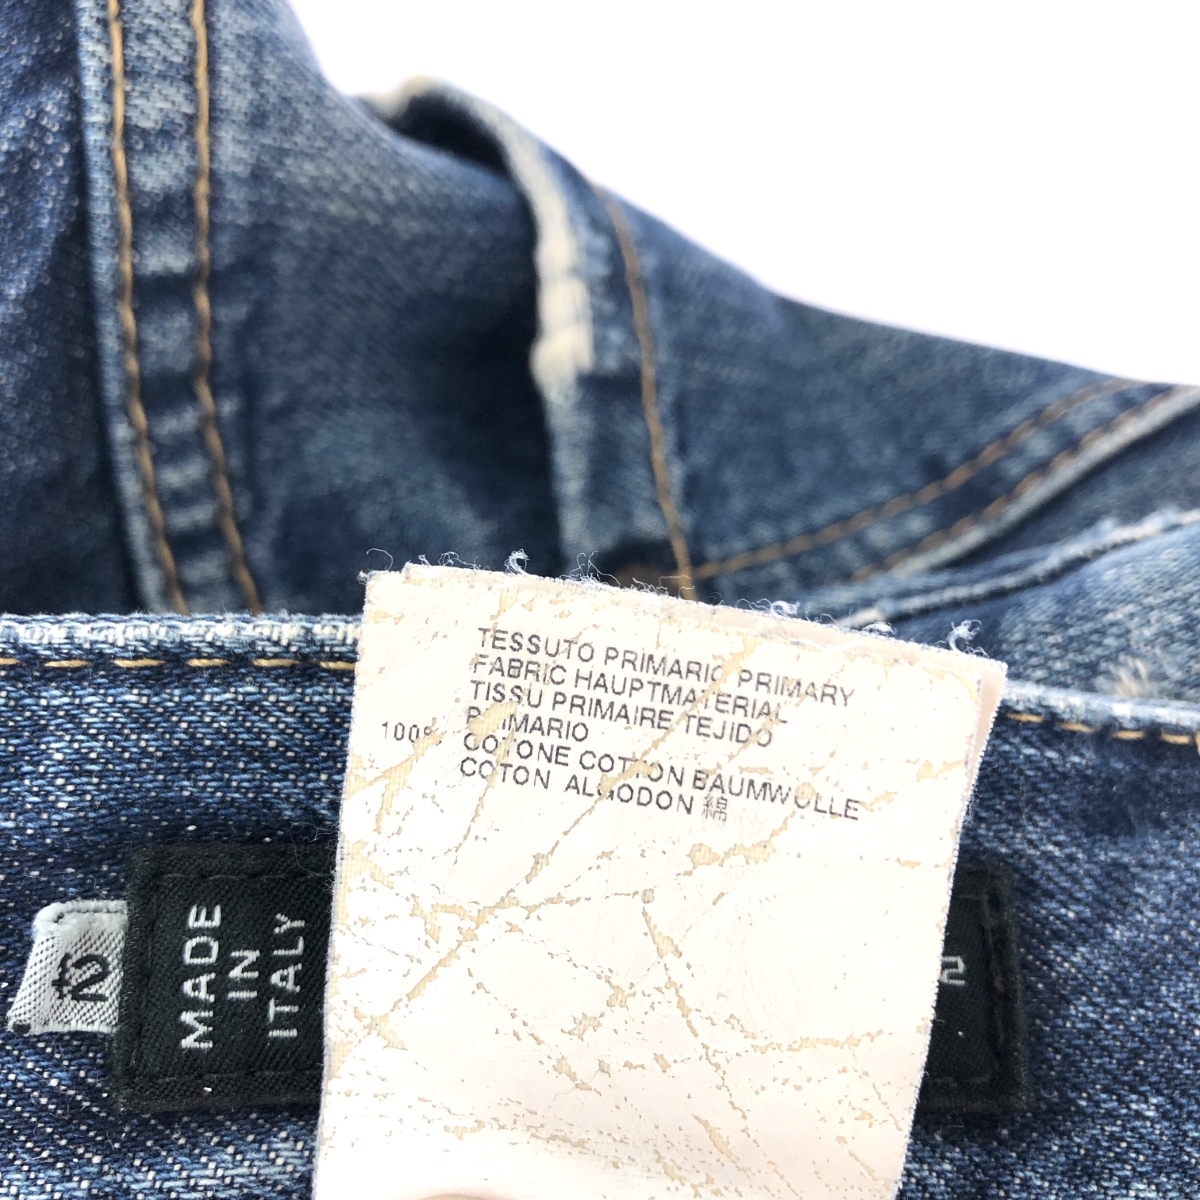 TESSUTO PRIMARIO PRIMARY
FABRIC HAUPTMATERIAL
TISSU PRIMAIRE TEJIDO
PRIMARIO
100% COTONE COTTON BAUMWOLLE
COTON ALGODON 綿
MADE
IN
ITALY
2